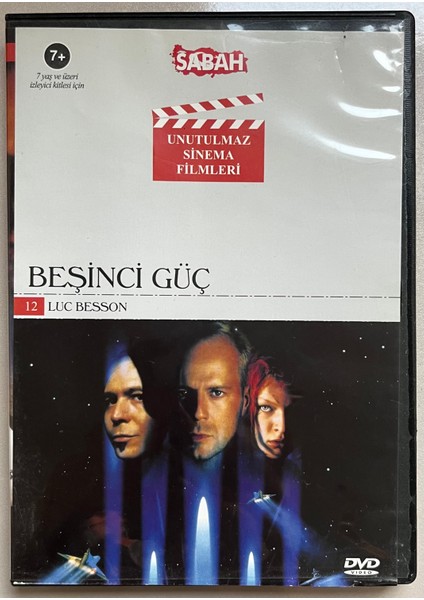 7+
7 yaş ve üzeri
izleyici kitlesi için
SABAH
UNUTULMAZ
SİNEMA
FİLMLERİ
BEŞİNCİ GÜÇ
12 LUC BESSON
DVD
VIDEO